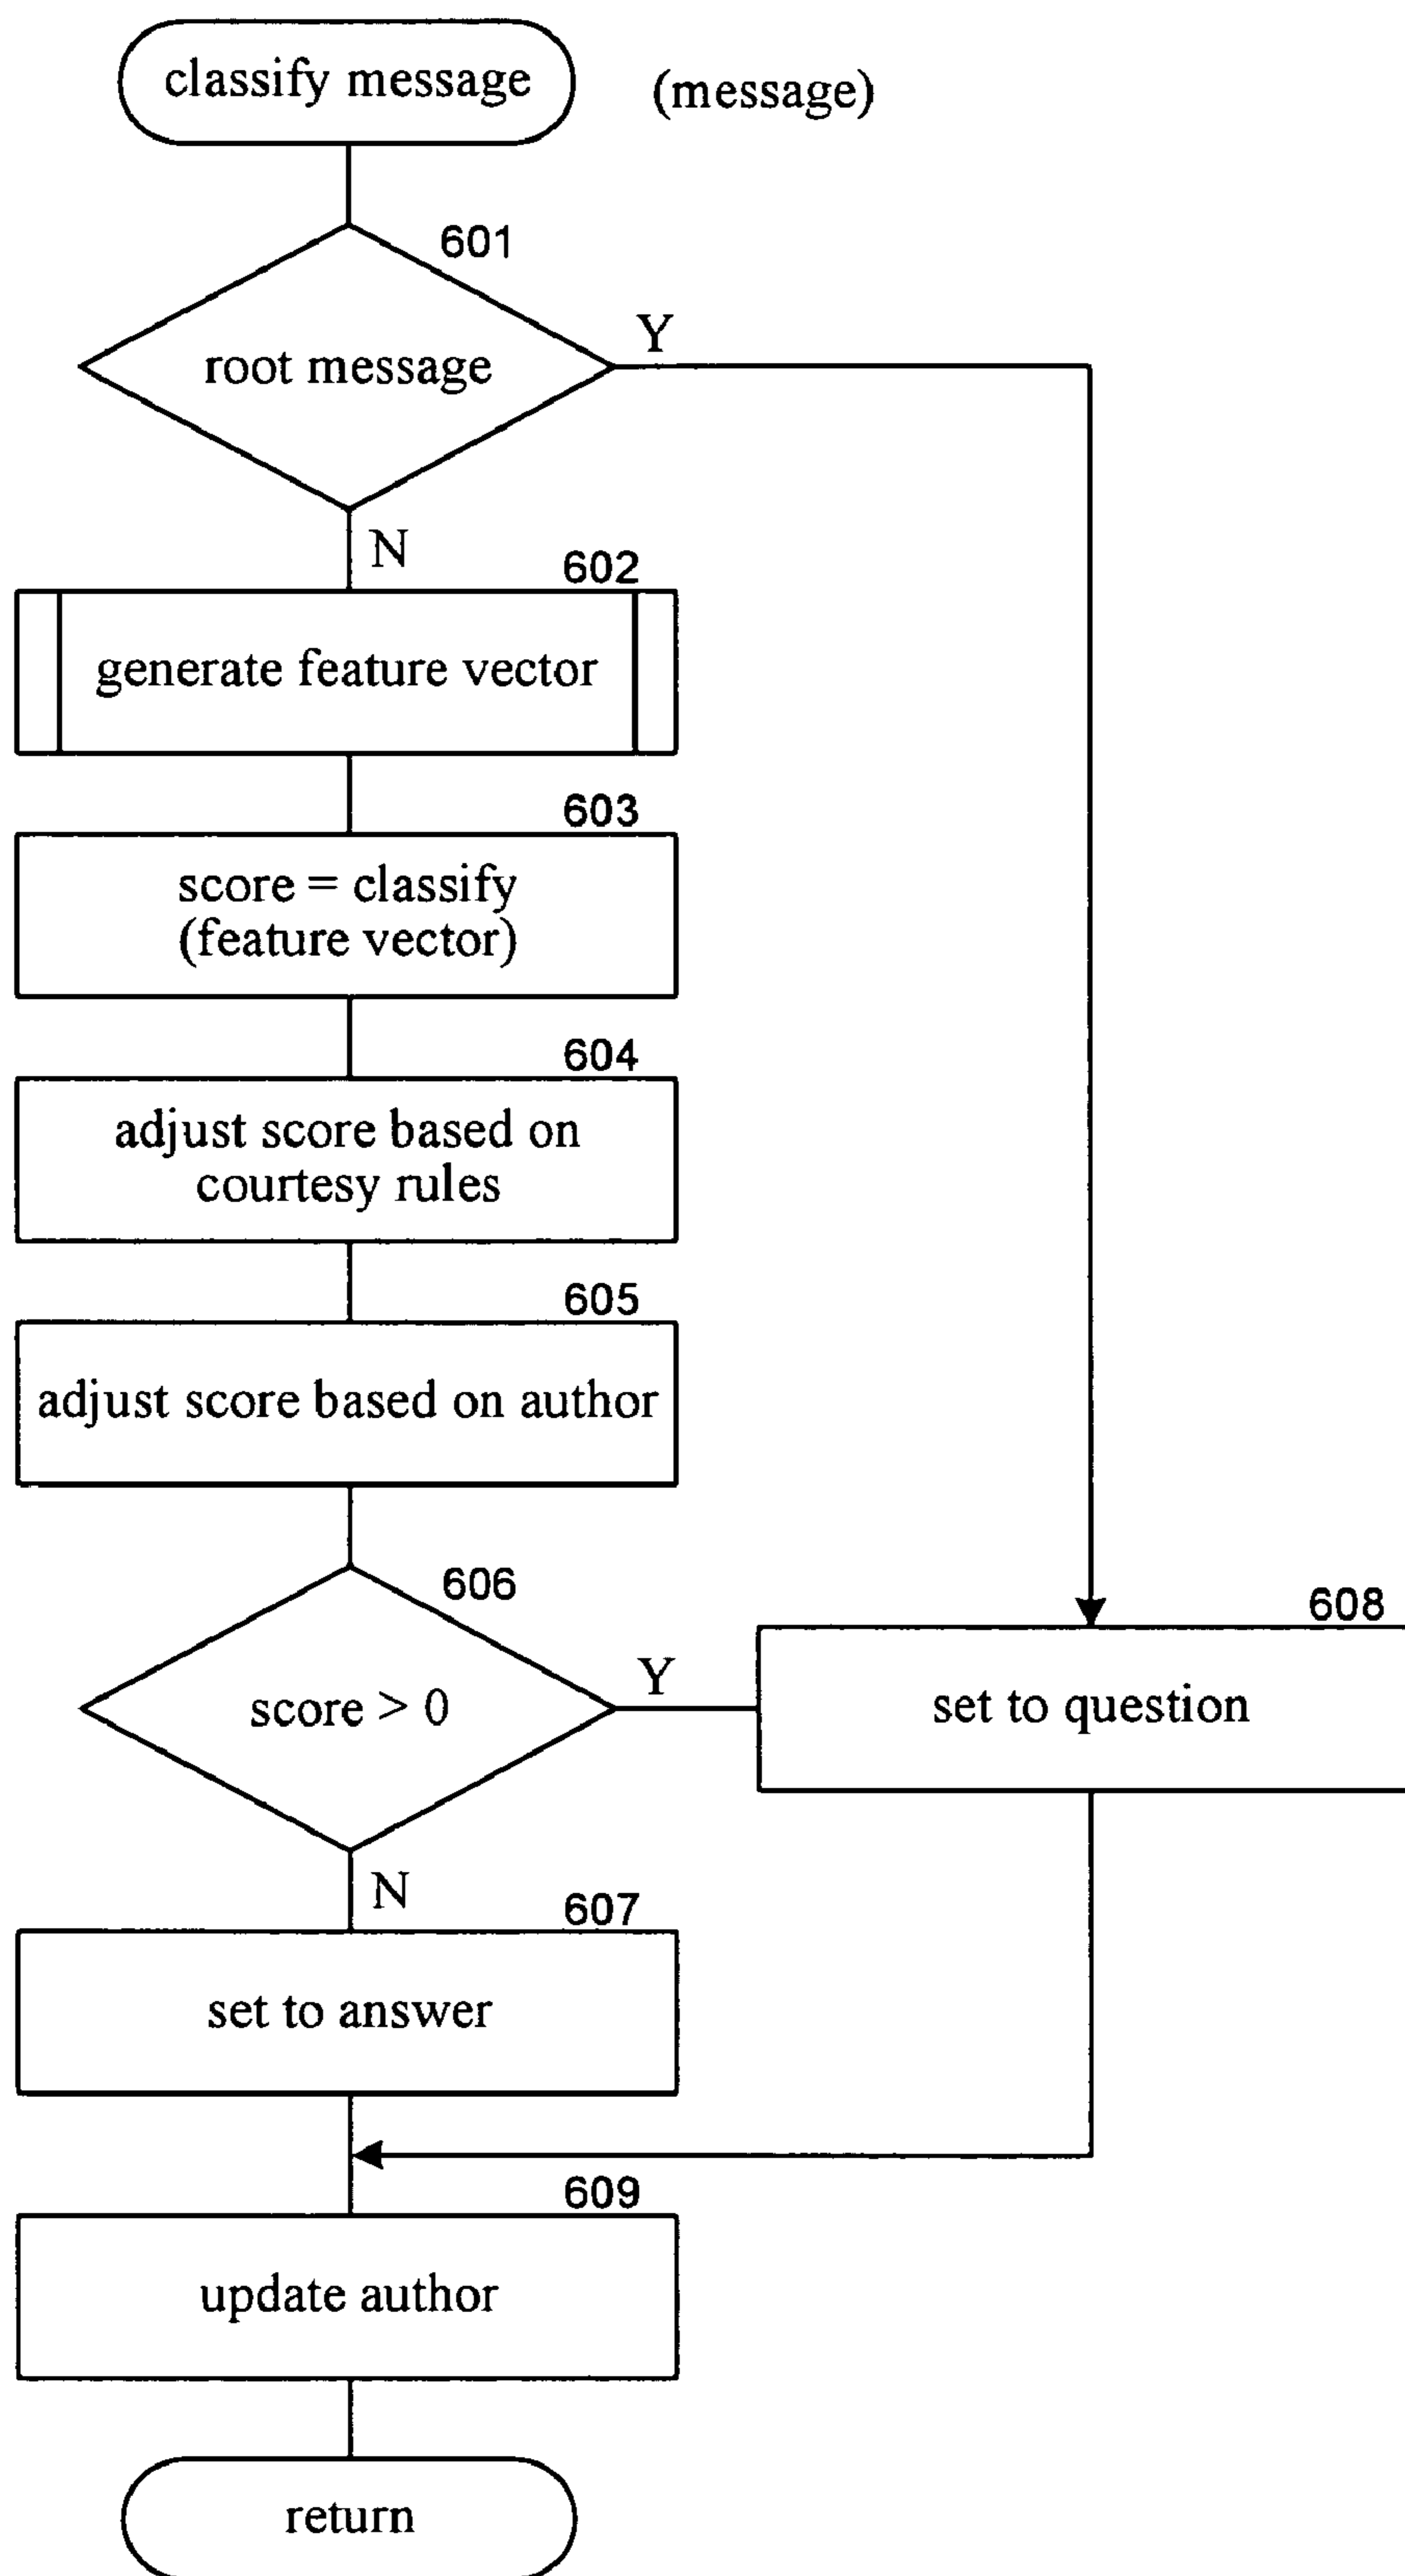 classify message
(message)
601
root message
Y
N
602
generate feature vector
603
score = classify
(feature vector)
604
adjust score based on
courtesy rules
605
adjust score based on author
606
score > 0
Y
608
set to question
N
607
set to answer
609
update author
return